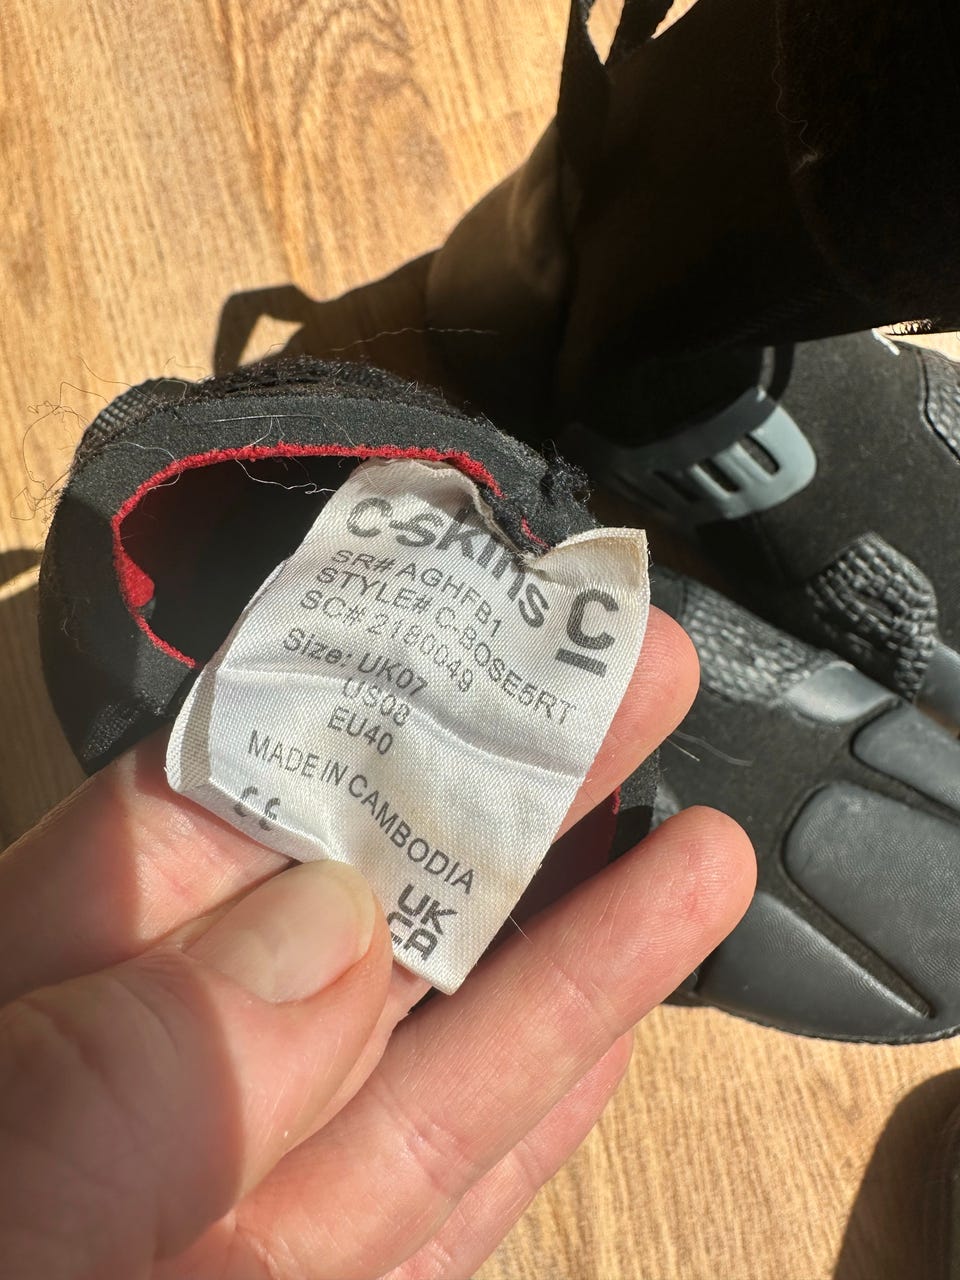 C-Skins C
SR# AGHFB1
STYLE# C-BOSE5RT
SC# 2180049
Size: UK07
US08
EU40
MADE IN CAMBODIA
CE
UK
CA